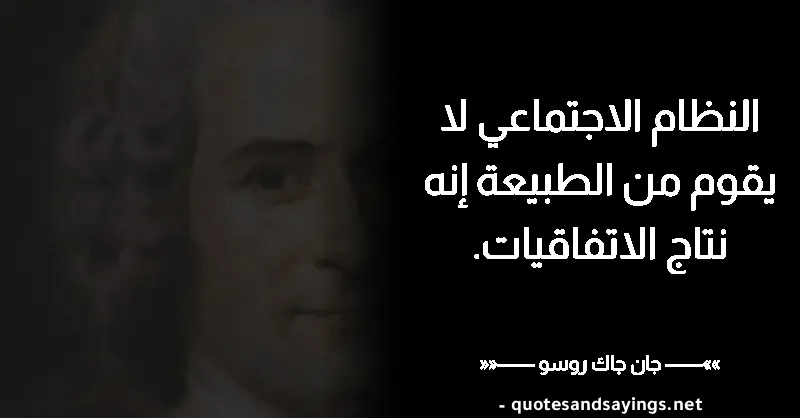 النظام الاجتماعي لا
يقوم من الطبيعة إنه
نتاج الاتفاقيات.
»»—— جان جاك روسو ——««
- quotesandsayings.net